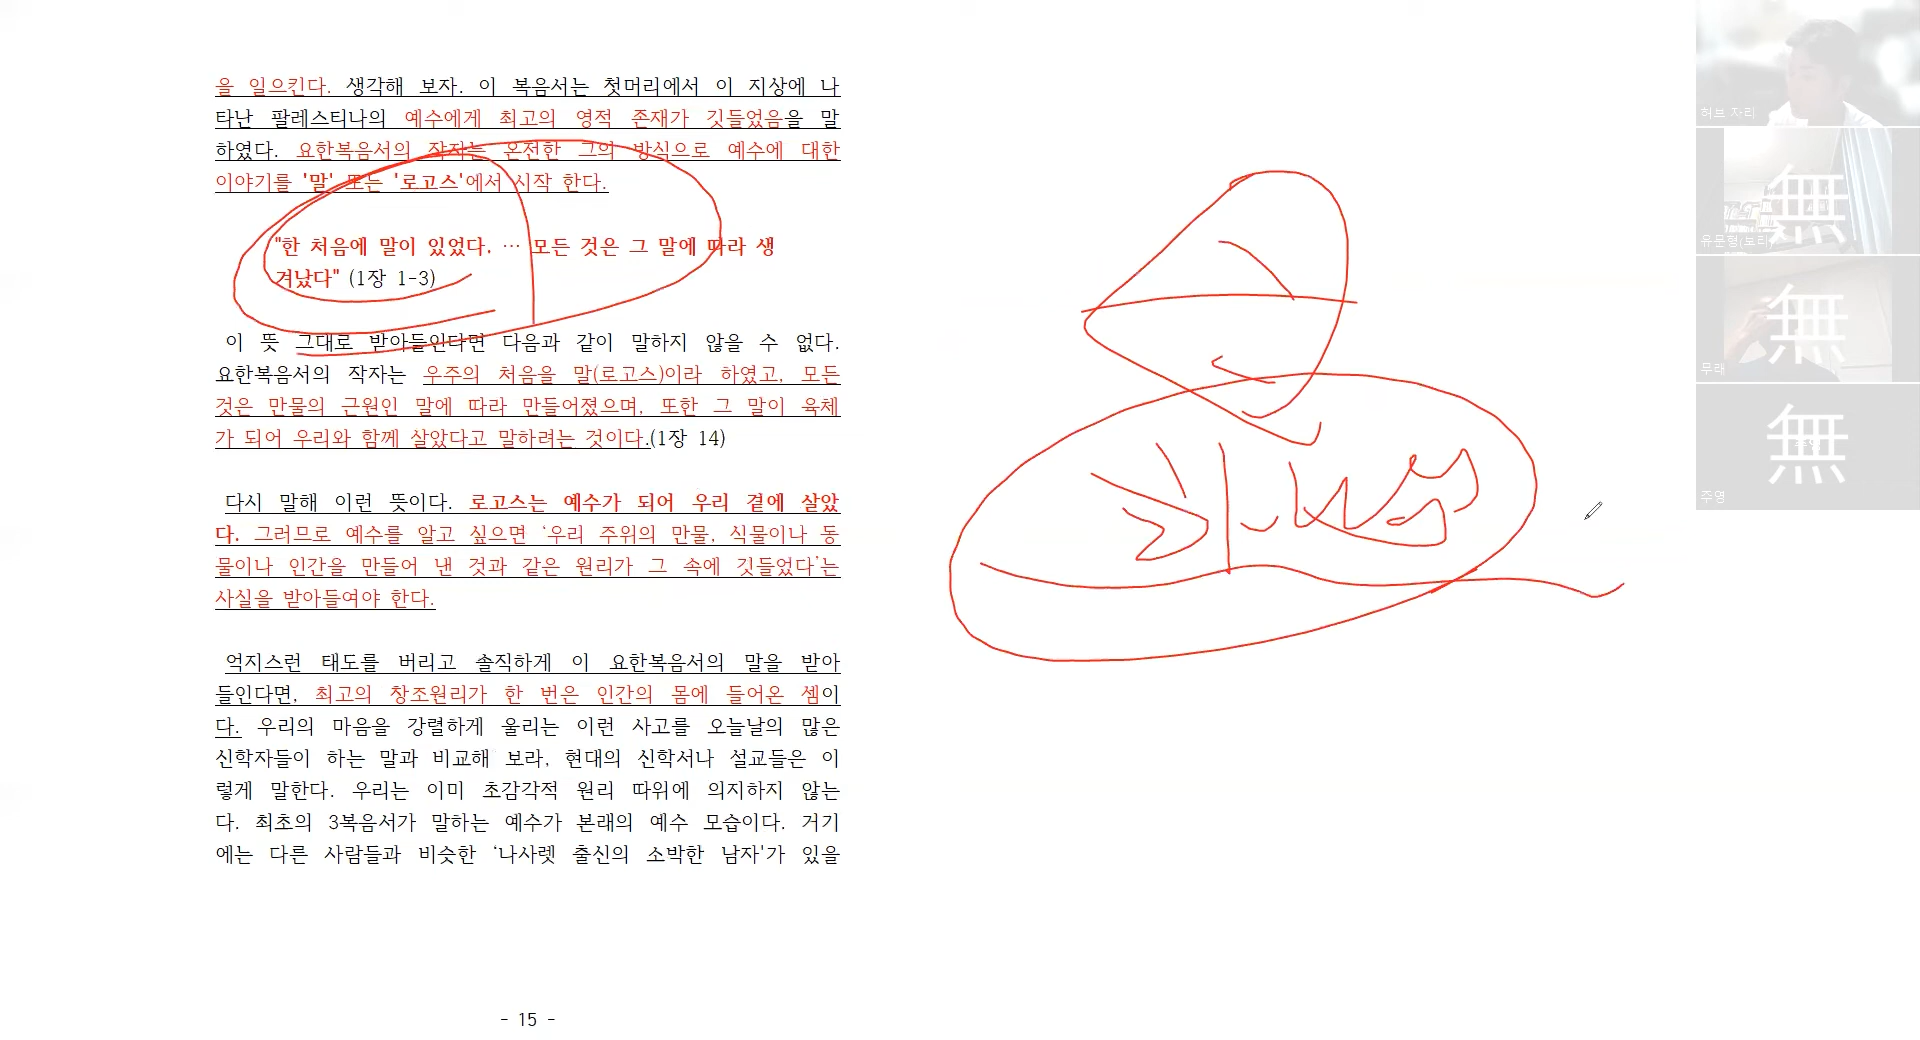 을 일으킨다. 생각해 보자. 이 복음서는 첫머리에서 이 지상에 나
타난 팔레스티나의 예수에게 최고의 영적 존재가 깃들었음을 말
하였다. 요한복음서의 작자는 온전한 그의 방식으로 예수에 대한
이야기를 '말' 또는 '로고스'에서 시작 한다.
"한 처음에 말이 있었다. … 모든 것은 그 말에 따라 생
겨났다" (1장 1-3)
이 뜻 그대로 받아들인다면 다음과 같이 말하지 않을 수 없다.
요한복음서의 작자는 우주의 처음을 말(로고스)이라 하였고, 모든
것은 만물의 근원인 말에 따라 만들어졌으며, 또한 그 말이 육체
가 되어 우리와 함께 살았다고 말하려는 것이다.(1장 14)
다시 말해 이런 뜻이다. 로고스는 예수가 되어 우리 곁에 살았
다. 그러므로 예수를 알고 싶으면 ‘우리 주위의 만물, 식물이나 동
물이나 인간을 만들어 낸 것과 같은 원리가 그 속에 깃들었다’는
사실을 받아들여야 한다.
억지스런 태도를 버리고 솔직하게 이 요한복음서의 말을 받아
들인다면, 최고의 창조원리가 한 번은 인간의 몸에 들어온 셈이
다. 우리의 마음을 강렬하게 울리는 이런 사고를 오늘날의 많은
신학자들이 하는 말과 비교해 보라, 현대의 신학서나 설교들은 이
렇게 말한다. 우리는 이미 초감각적 원리 따위에 의지하지 않는
다. 최초의 3복음서가 말하는 예수가 본래의 예수 모습이다. 거기
에는 다른 사람들과 비슷한 ‘나사렛 출신의 소박한 남자'가 있을
- 15 -
허브 자리
無
유문형(보리)
無
무래
無
주영
주영